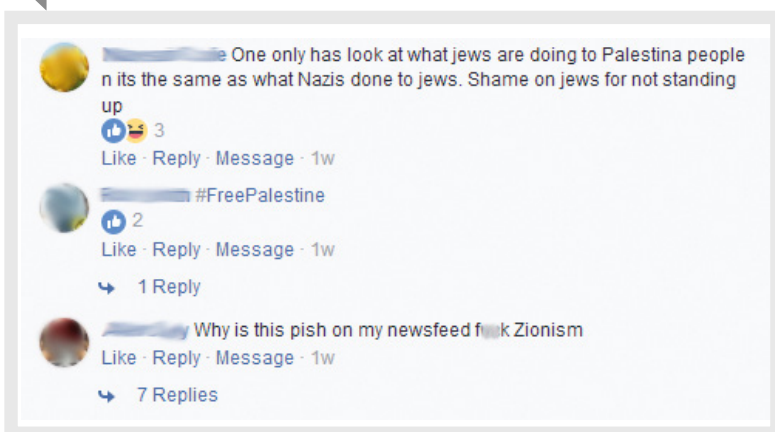 One only has look at what jews are doing to Palestina people
n its the same as what Nazis done to jews. Shame on jews for not standing
up
3
Like · Reply · Message · 1w
#FreePalestine
2
Like · Reply · Message · 1w
1 Reply
Why is this pish on my newsfeed f k Zionism
Like · Reply · Message · 1w
7 Replies